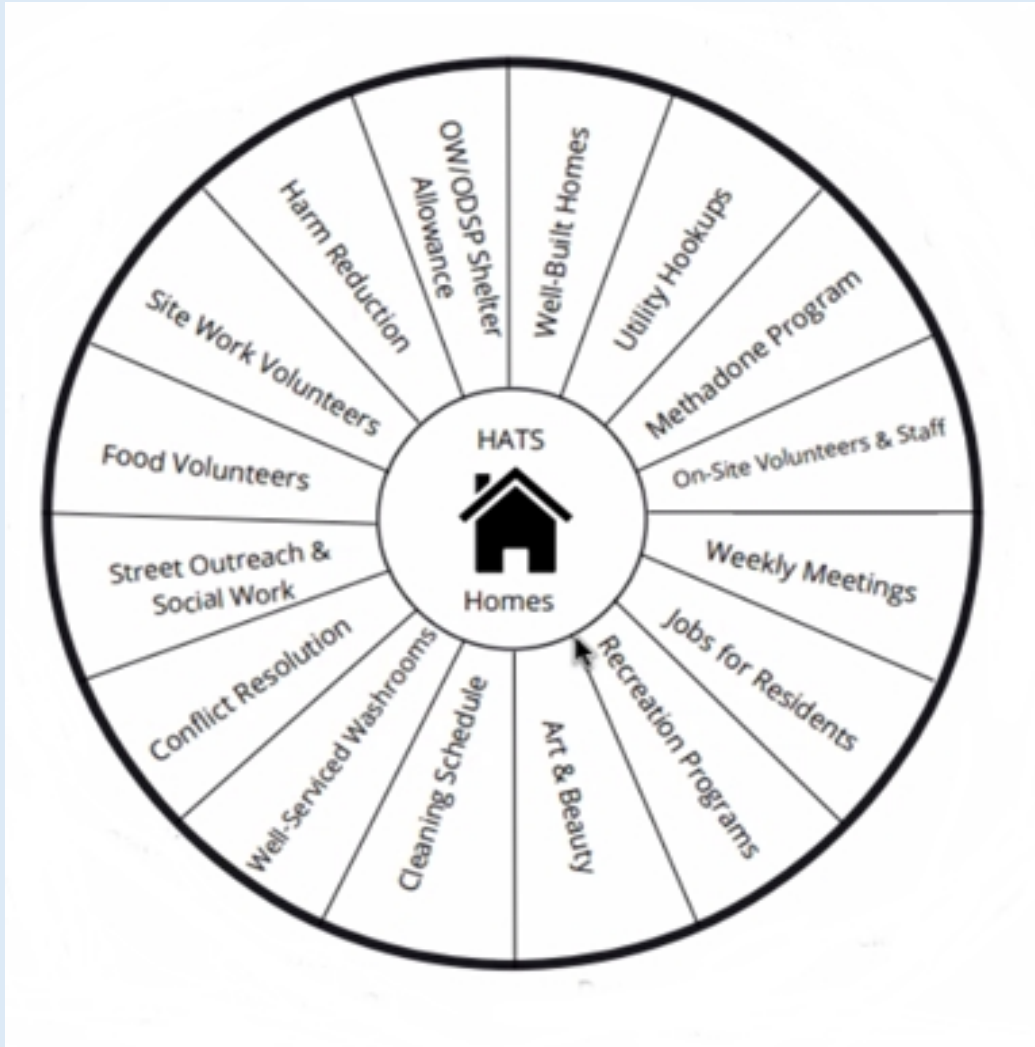 HATS
Homes
Well-Built Homes
Utility Hookups
Methadone Program
On-Site Volunteers & Staff
Weekly Meetings
Jobs for Residents
Recreation Programs
Art & Beauty
Cleaning Schedule
Well-Serviced Washrooms
Conflict Resolution
Street Outreach &
Social Work
Food Volunteers
Site Work Volunteers
Harm Reduction
OW/ODSP Shelter
Allowance